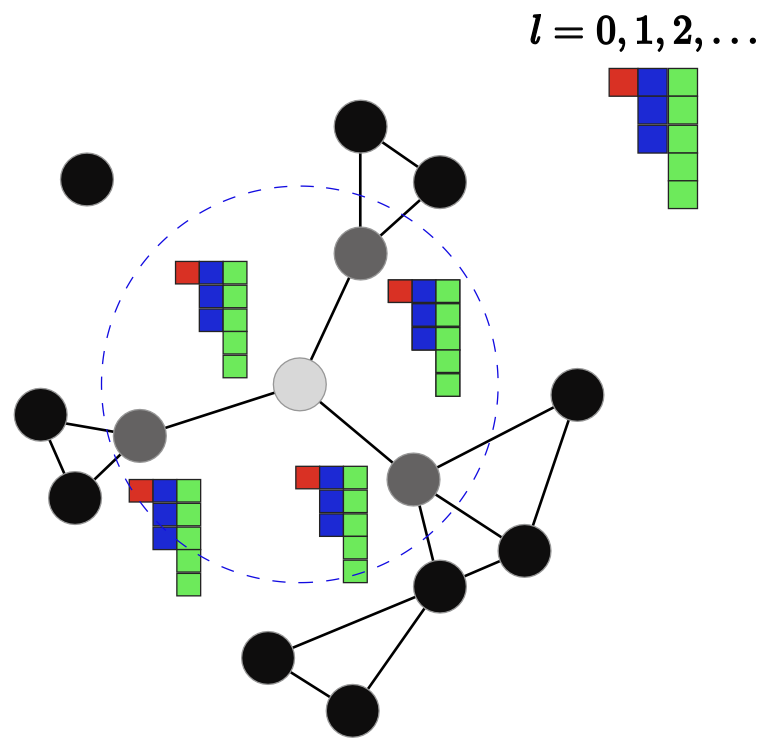 l = 0, 1, 2, ...